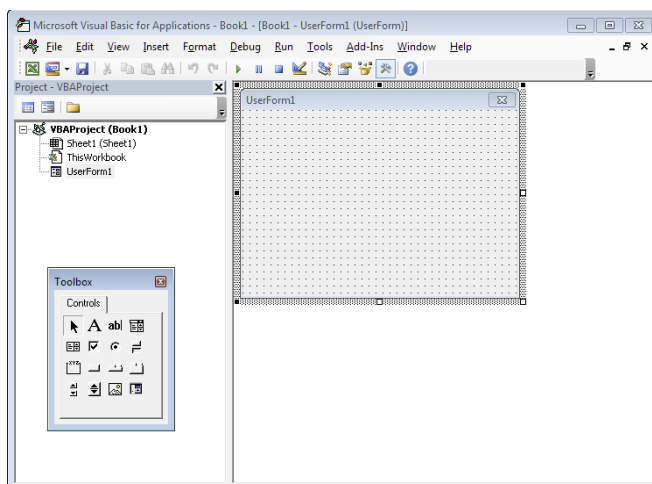 Microsoft Visual Basic for Applications - Book1 - [Book1 - UserForm1 (UserForm)]
File Edit View Insert Format Debug Run Tools Add-Ins Window Help
Project - VBAProject
VBAProject (Book1)
Sheet1 (Sheet1)
ThisWorkbook
UserForm1
UserForm1
Toolbox
Controls
A ab|
XYZ